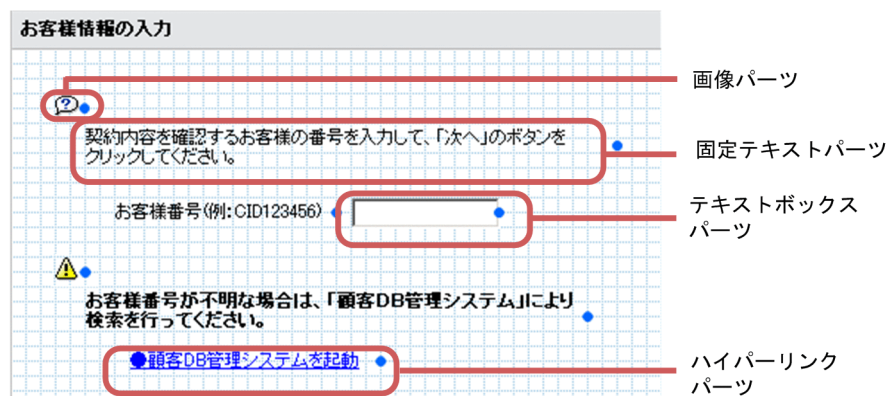 お客様情報の入力
画像パーツ
?
契約内容を確認するお客様の番号を入力して、「次へ」のボタンを
クリックしてください。
固定テキストパーツ
お客様番号(例:CID123456)
テキストボックス
パーツ
お客様番号が不明な場合は、「顧客DB管理システム」により
検索を行ってください。
●顧客DB管理システムを起動
ハイパーリンク
パーツ